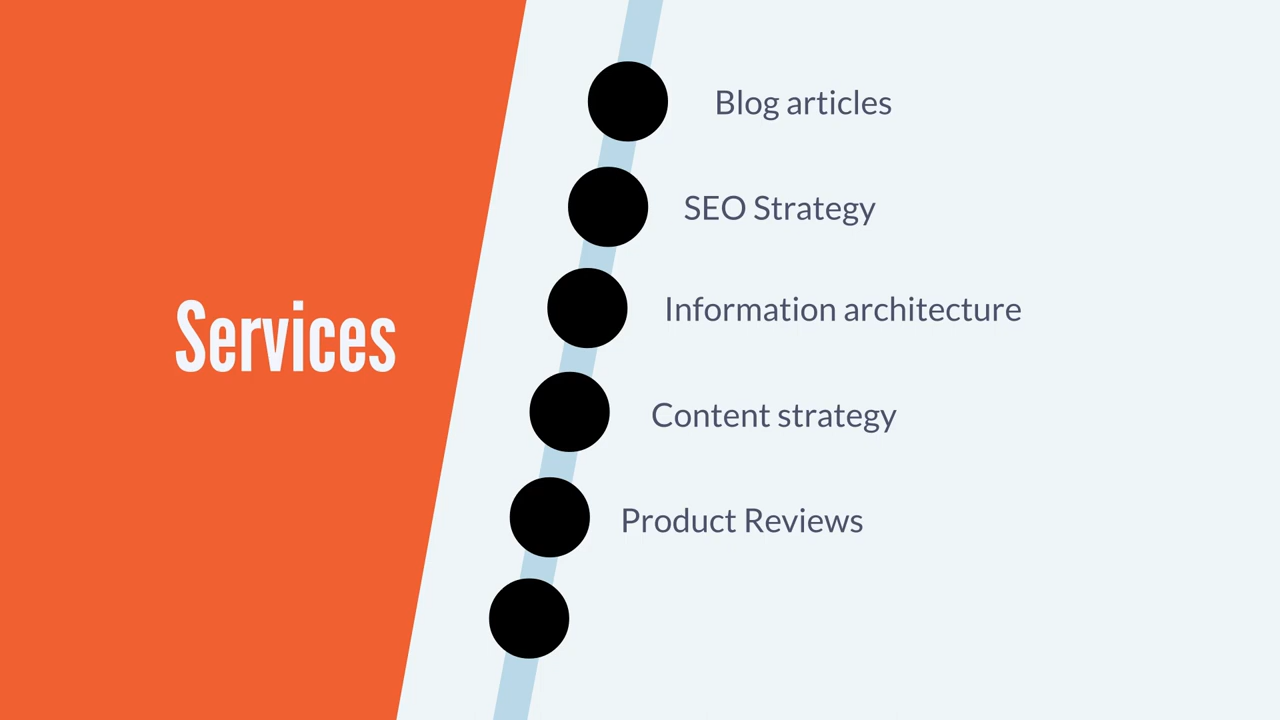 Services
Blog articles
SEO Strategy
Information architecture
Content strategy
Product Reviews